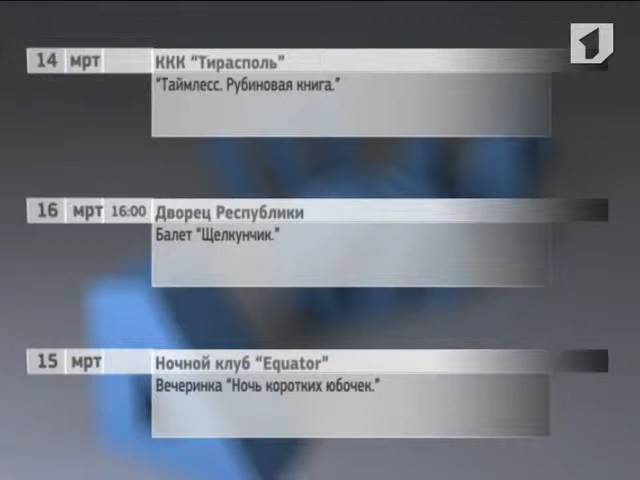 14 мрт ККК “Тирасполь”
“Таймлесс. Рубиновая книга.”
16 мрт 16:00 Дворец Республики
Балет “Щелкунчик.”
15 мрт Ночной клуб “Equator”
Вечеринка “Ночь коротких юбочек.”
1